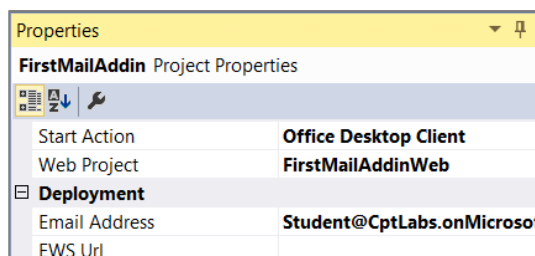 Properties
FirstMailAddin Project Properties
Start Action Office Desktop Client
Web Project FirstMailAddinWeb
Deployment
Email Address Student@CptLabs.onMicroso
EWS Url